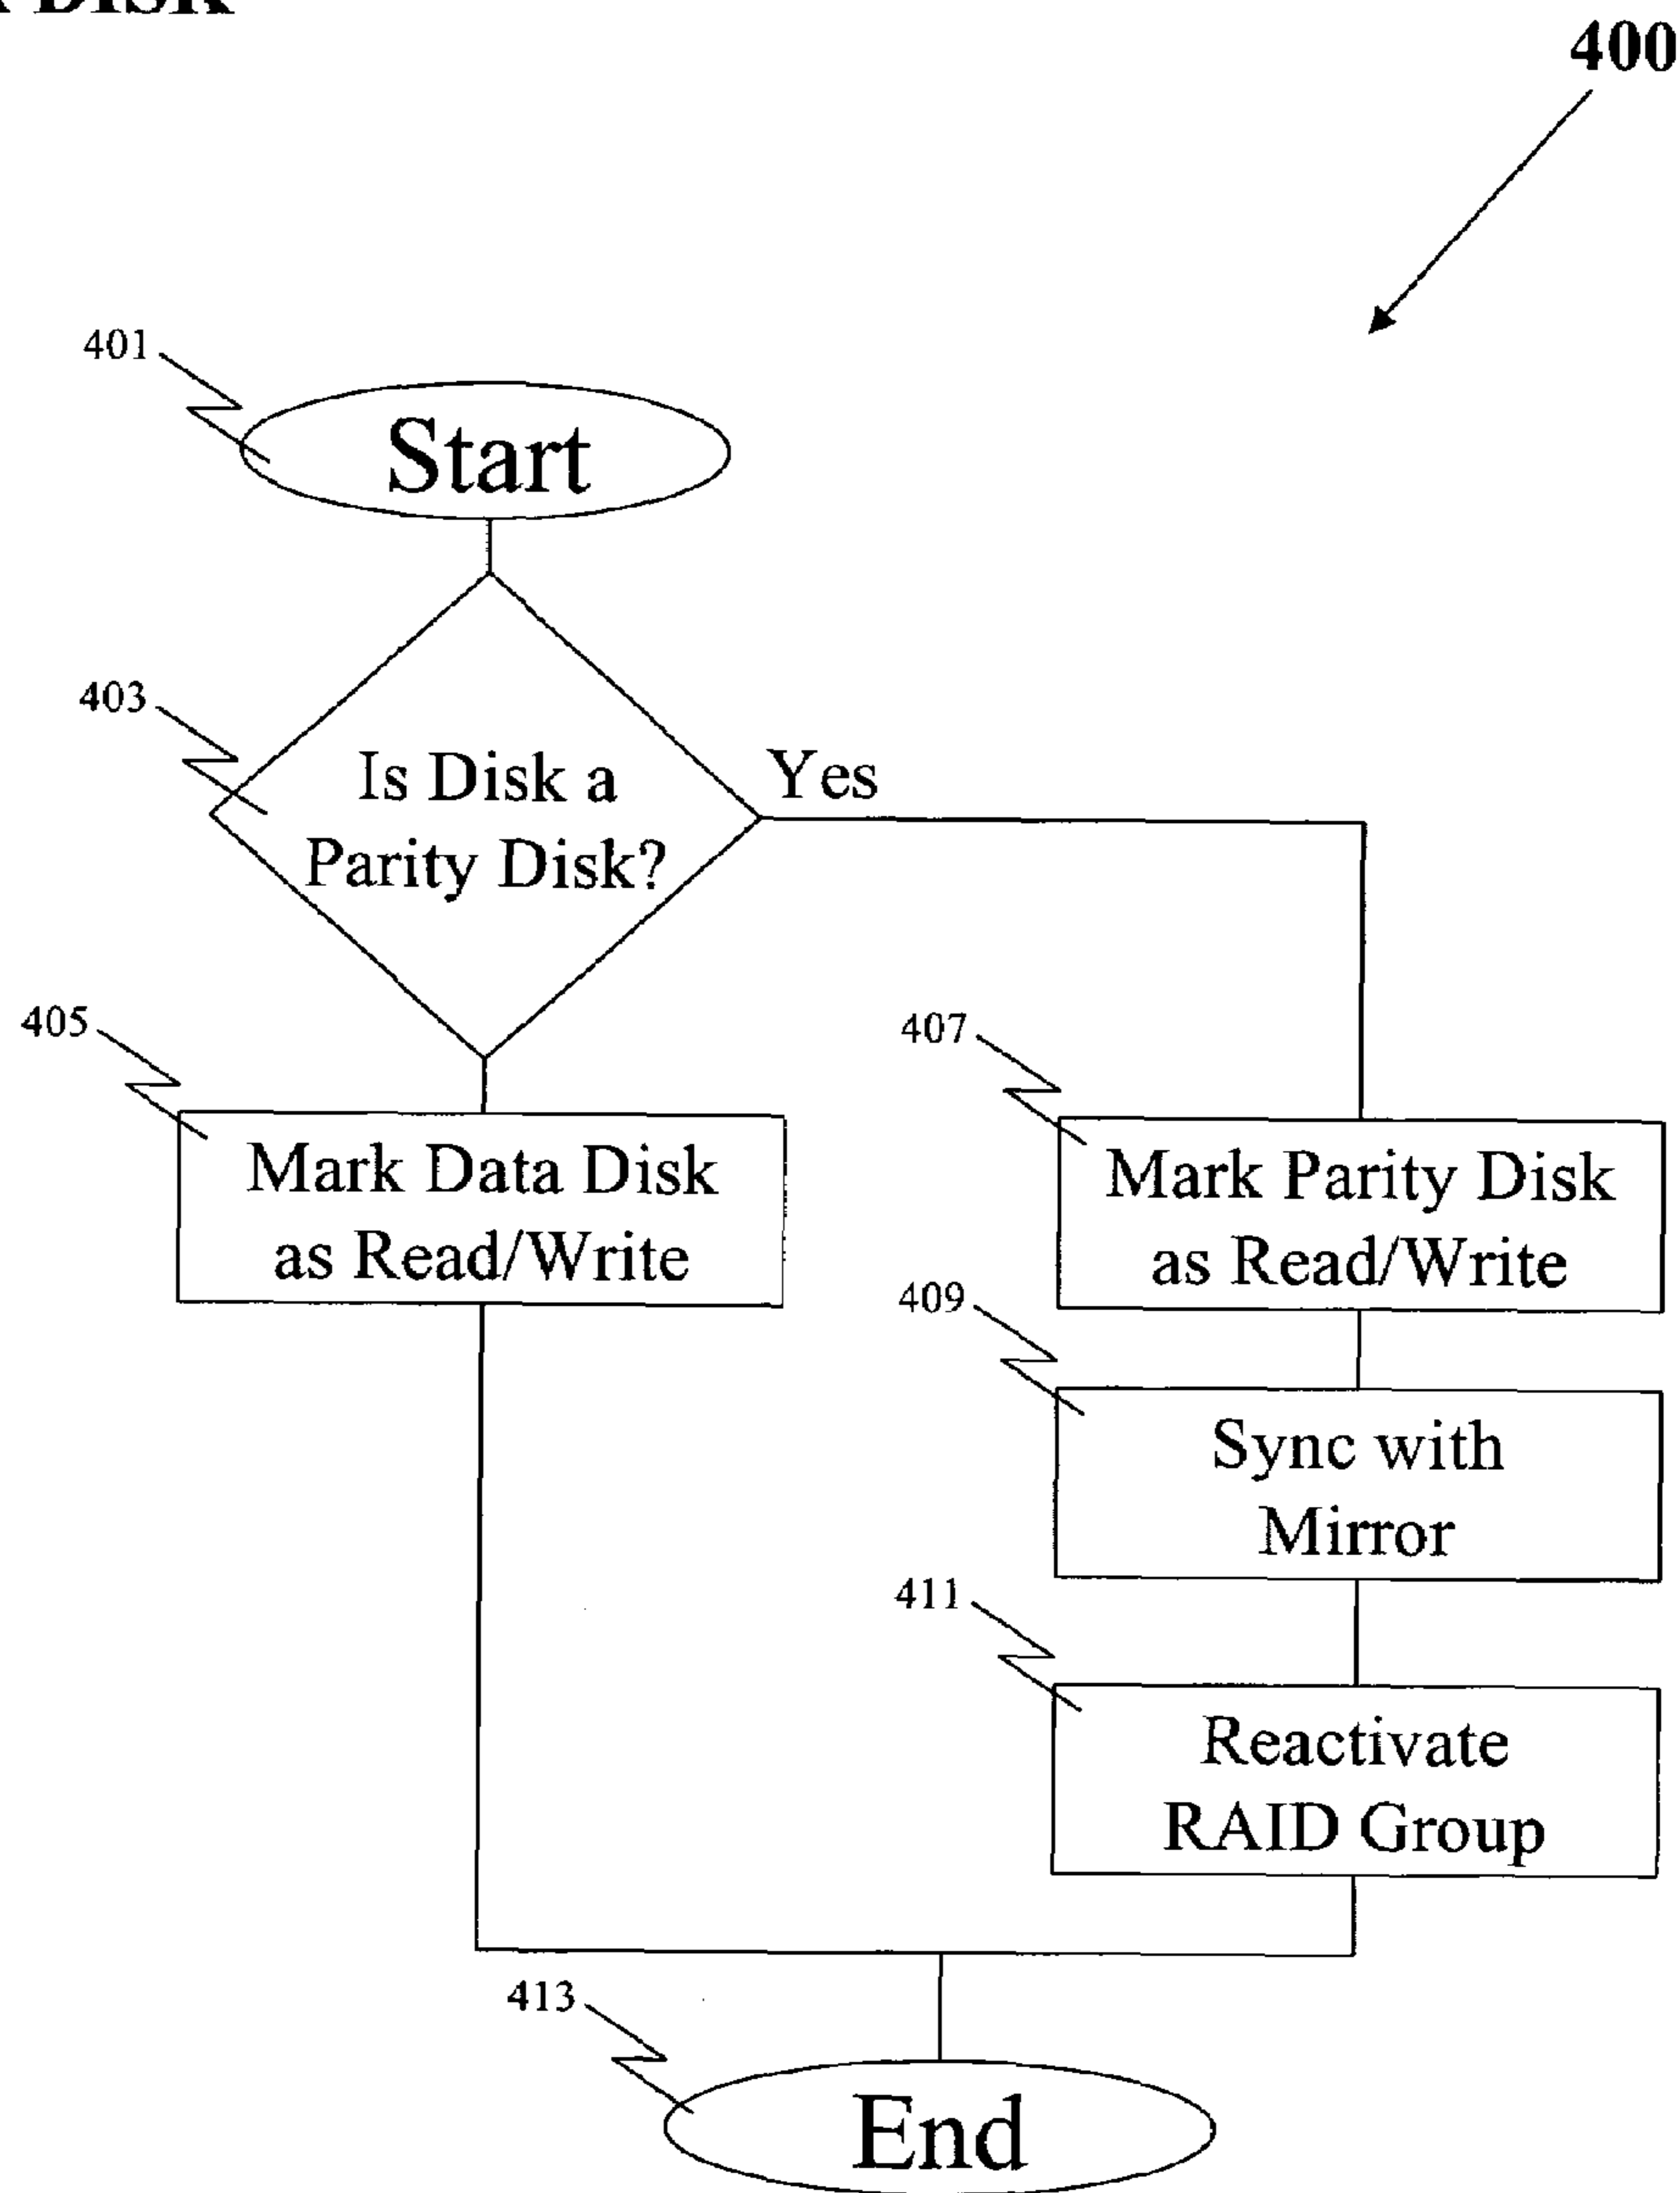 DISK
400
401
Start
403
Is Disk a
Parity Disk?
Yes
405
Mark Data Disk
as Read/Write
407
Mark Parity Disk
as Read/Write
409
Sync with
Mirror
411
Reactivate
RAID Group
413
End